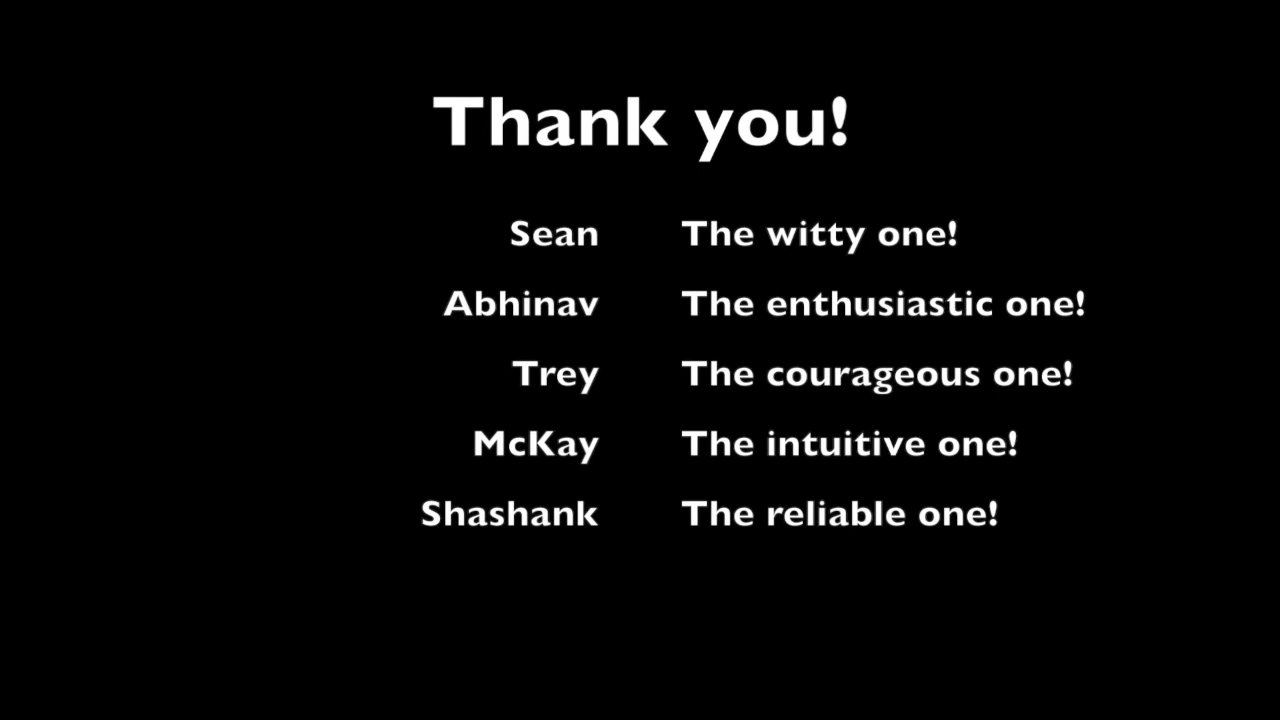 Thank you!
Sean The witty one!
Abhinav The enthusiastic one!
Trey The courageous one!
McKay The intuitive one!
Shashank The reliable one!